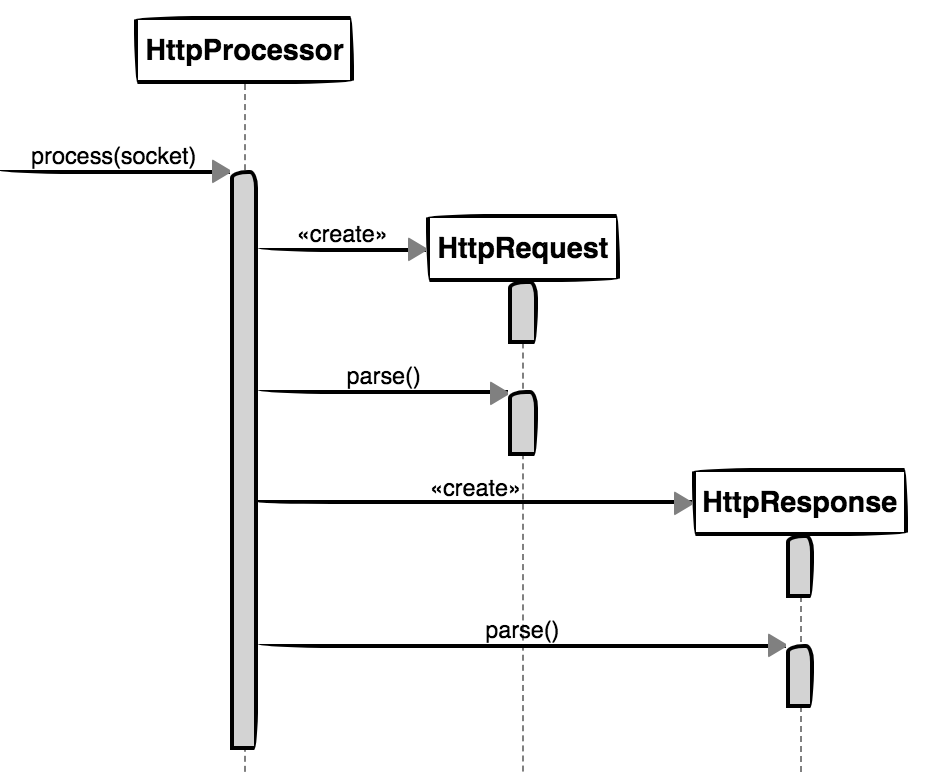 HttpProcessor
process(socket)
«create»
HttpRequest
parse()
«create»
HttpResponse
parse()